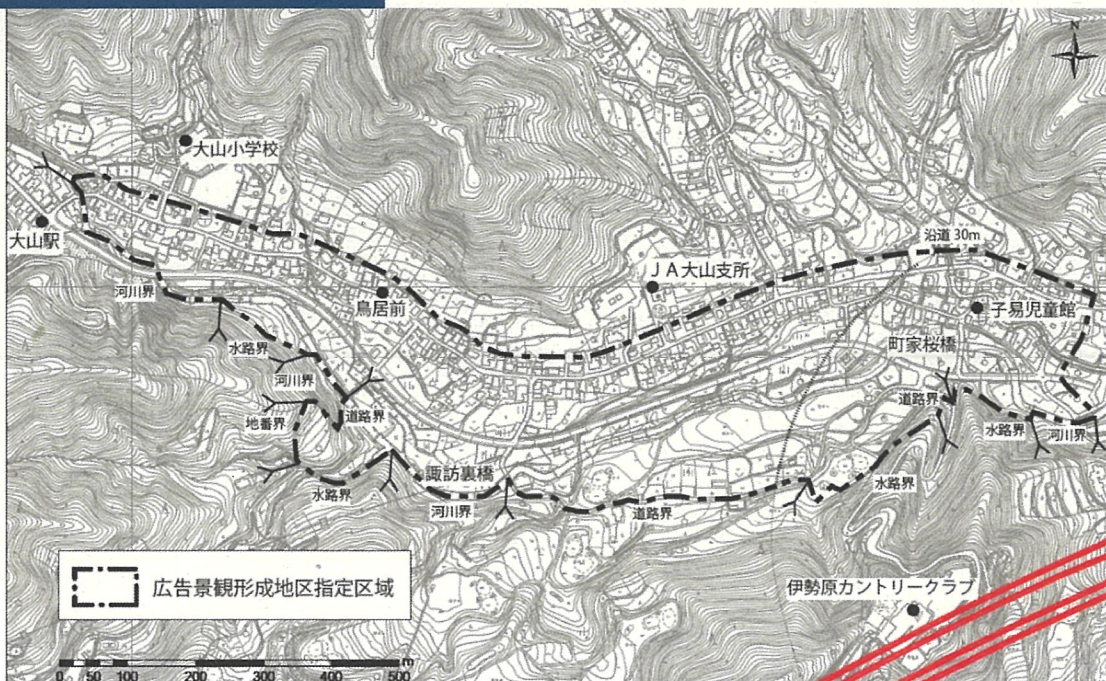 N
大山小学校
大山駅
沿道 30m
JA大山支所
河川界
鳥居前
子易児童館
水路界
町家桜橋
河川界
道路界
地番界
道路界
水路界
河川界
諏訪裏橋
水路界
水路界
河川界
道路界
広告景観形成地区指定区域
伊勢原カントリークラブ
0 50 100 200 300 400 500 m